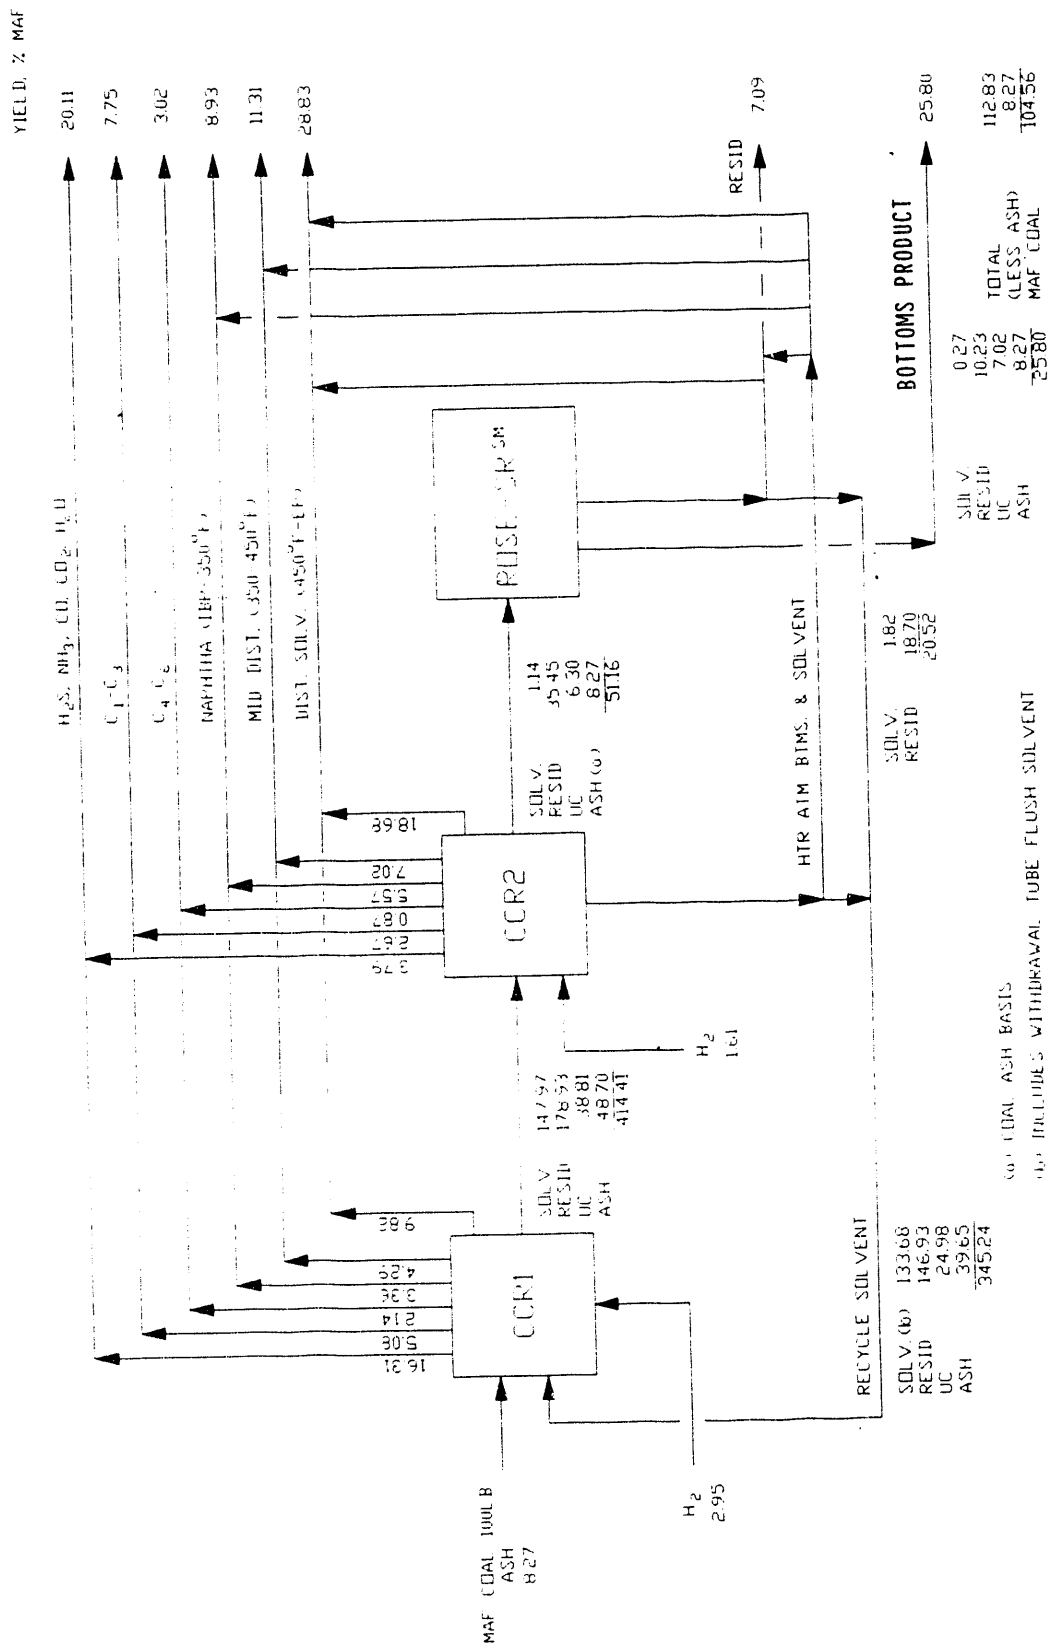 YIELD, % MAF
H₂S, NH₃, CO, CO₂, H₂O
20.11
C₁-C₃
7.75
C₄-C₆
3.02
NAPHTHA (IBP-350°F)
8.93
MID DIST. (350-450°F)
11.31
DIST. SOLV. (450°F-EP)
28.83
RESID
7.09
BOTTOMS PRODUCT
25.80
MAF COAL 100LB
ASH
8.27
H₂
2.95
CCR1
16.31
5.08
2.14
3.36
4.29
9.82
SOLV. 147.97
RESID 178.93
UC 38.81
ASH 48.70
414.41
H₂
1.61
CCR2
3.79
2.67
0.87
5.57
7.02
18.68
SOLV. 1.14
RESID 35.45
UC 6.30
ASH(a) 8.27
51.16
ROSE-SR SM
HTR AIM BTMS. & SOLVENT
RECYCLE SOLVENT
SOLV.(b) 133.68
RESID 146.93
UC 24.98
ASH 39.65
345.24
SOLV. 1.82
RESID 18.70
20.52
SOLV. 0.27
RESID 10.23
UC 7.02
ASH 8.27
25.80
TOTAL 112.83
(LESS ASH) 8.27
MAF COAL 104.56
(a) COAL ASH BASIS
(b) INCLUDES WITHDRAWAL TUBE FLUSH SOLVENT